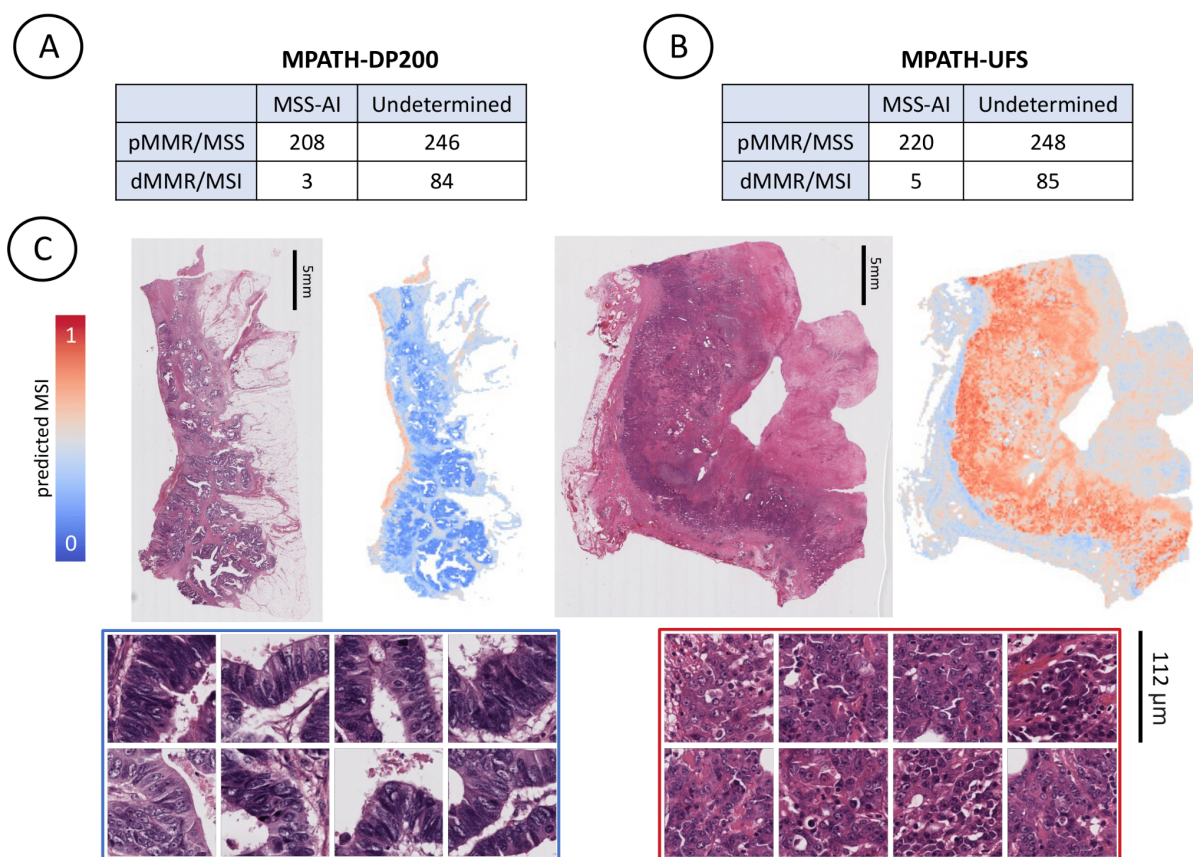 A
MPATH-DP200
MSS-AI Undetermined
pMMR/MSS 208 246
dMMR/MSI 3 84
B
MPATH-UFS
MSS-AI Undetermined
pMMR/MSS 220 248
dMMR/MSI 5 85
C
predicted MSI
1
0
5mm
5mm
112 µm